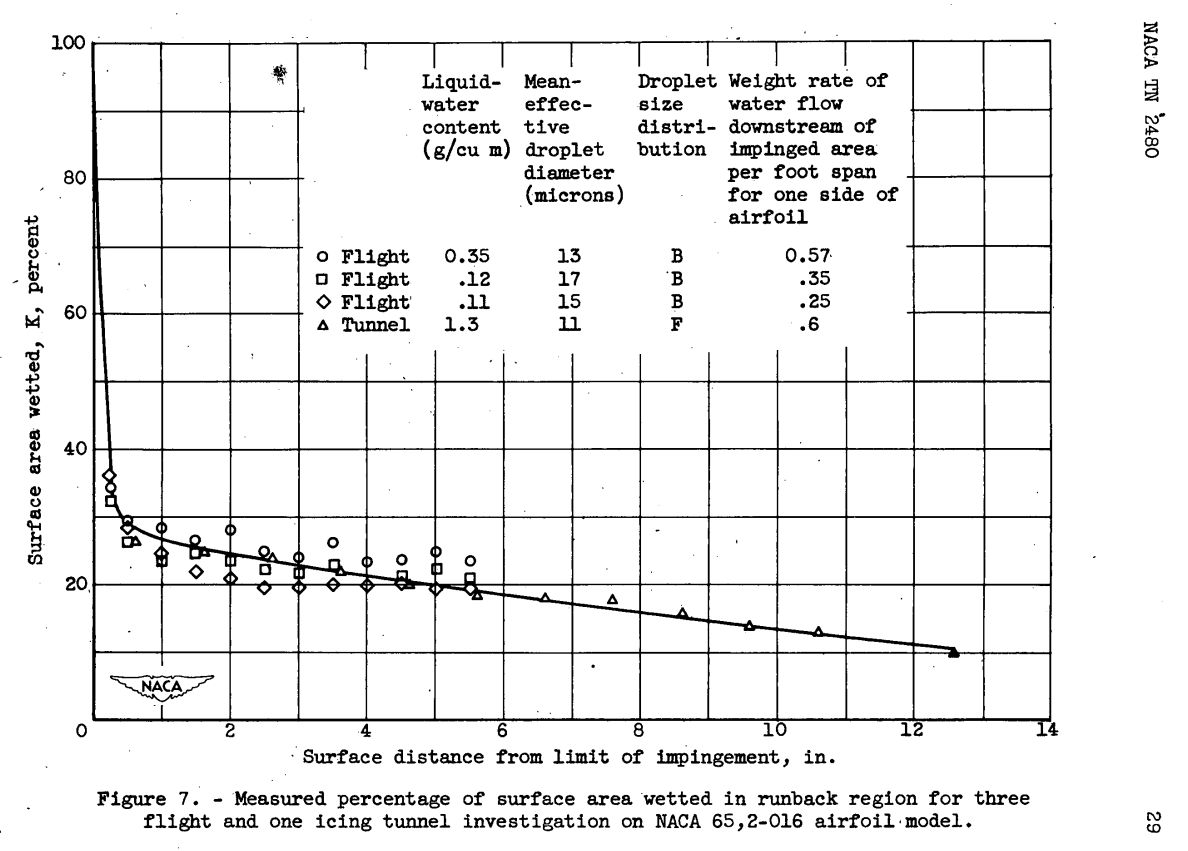 NACA TN 2480
100
80
60
40
20
0
Surface area wetted, K, percent
Liquid- Mean- Droplet Weight rate of
water effec- size water flow
content tive distri- downstream of
(g/cu m) droplet bution impinged area
diameter per foot span
(microns) for one side of
airfoil
Flight 0.35 13 B 0.57
Flight .12 17 B .35
Flight .11 15 B .25
Tunnel 1.3 11 F .6
NACA
2 4 6 8 10 12 14
Surface distance from limit of impingement, in.
Figure 7. - Measured percentage of surface area wetted in runback region for three
flight and one icing tunnel investigation on NACA 65,2-016 airfoil model.
29